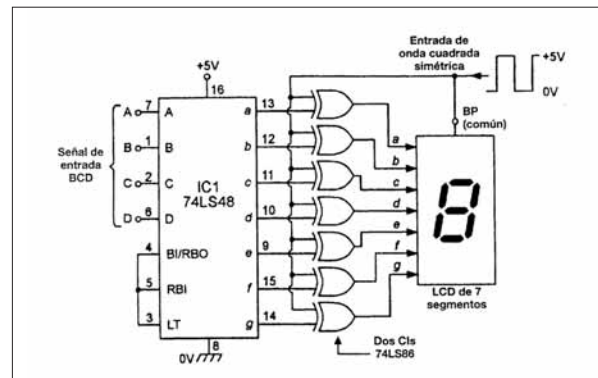 Entrada de
onda cuadrada
simétrica
+5V
0V
+5V
16
BP
(común)
Señal de
entrada
BCD
A 7 A
B 1 B
C 2 C
D 6 D
4 BI/RBO
5 RBI
3 LT
IC1
74LS48
a 13
b 12
c 11
d 10
e 9
f 15
g 14
a
b
c
d
e
f
g
8
0V
LCD de 7
segmentos
Dos CIs
74LS86